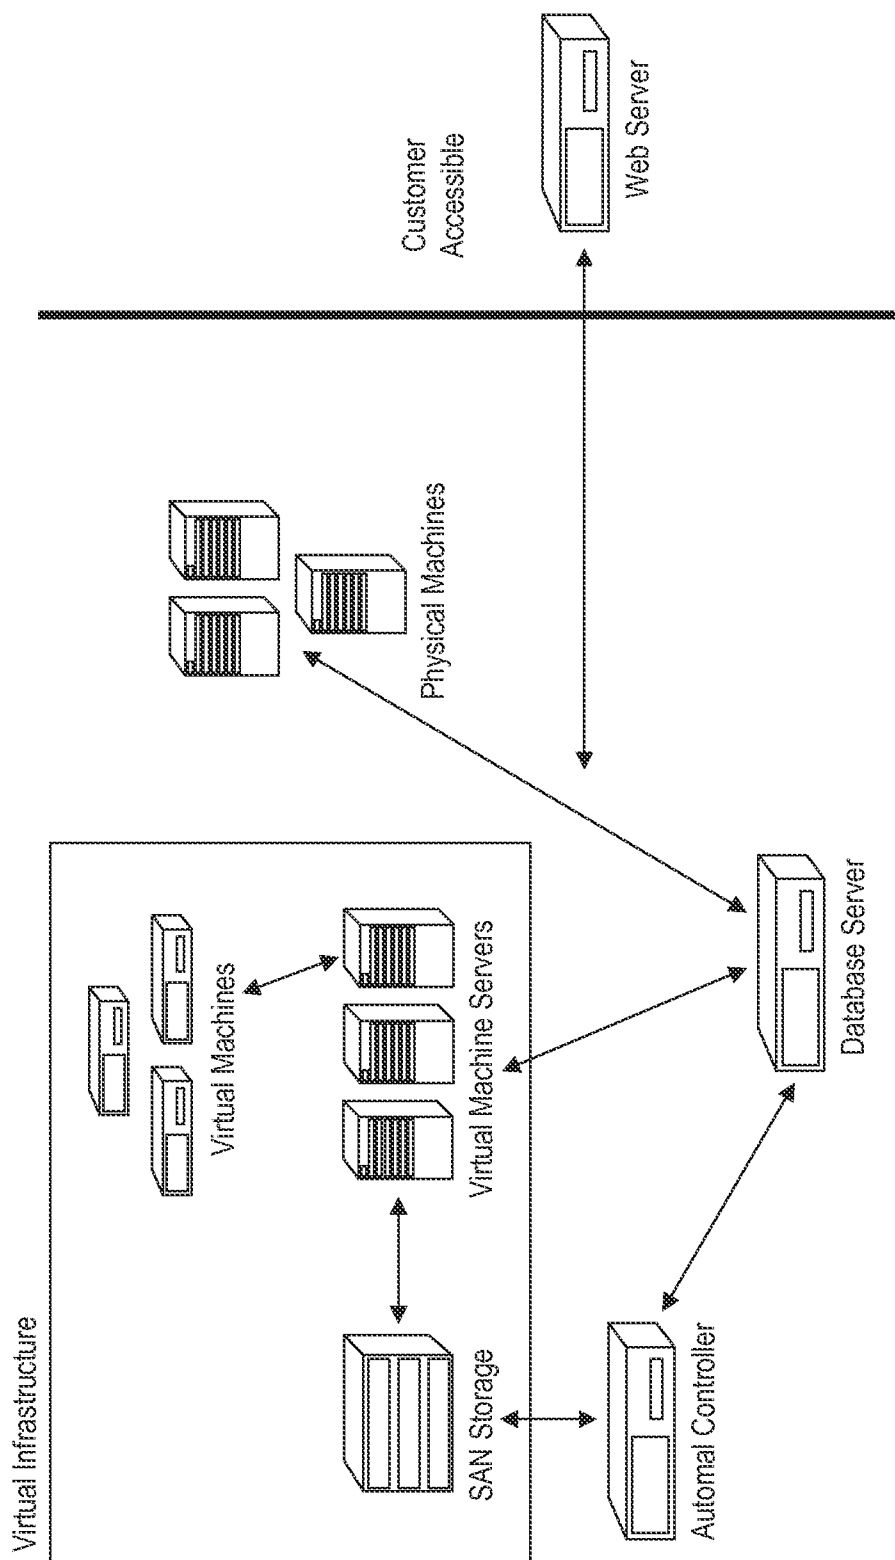 Virtual Infrastructure
Virtual Machines
Virtual Machine Servers
SAN Storage
Physical Machines
Customer
Accessible
Automal Controller
Database Server
Web Server